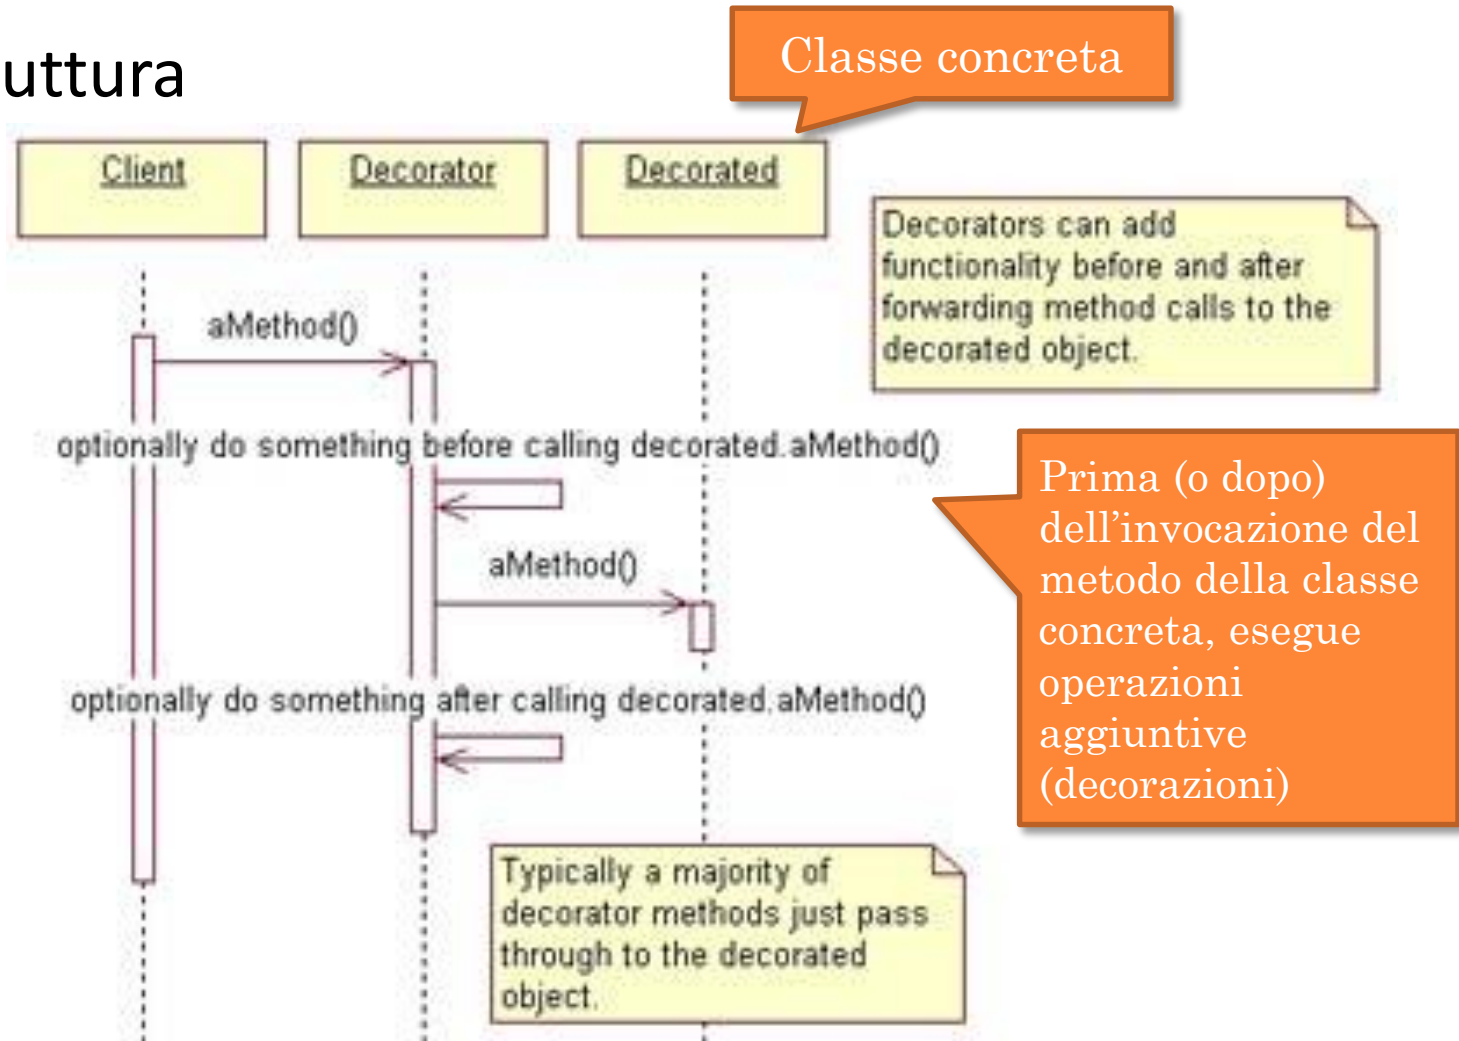 uttura
Classe concreta
Client
Decorator
Decorated
Decorators can add
functionality before and after
forwarding method calls to the
decorated object.
aMethod()
optionally do something before calling decorated.aMethod()
Prima (o dopo)
dell’invocazione del
metodo della classe
concreta, esegue
operazioni
aggiuntive
(decorazioni)
aMethod()
optionally do something after calling decorated.aMethod()
Typically a majority of
decorator methods just pass
through to the decorated
object.